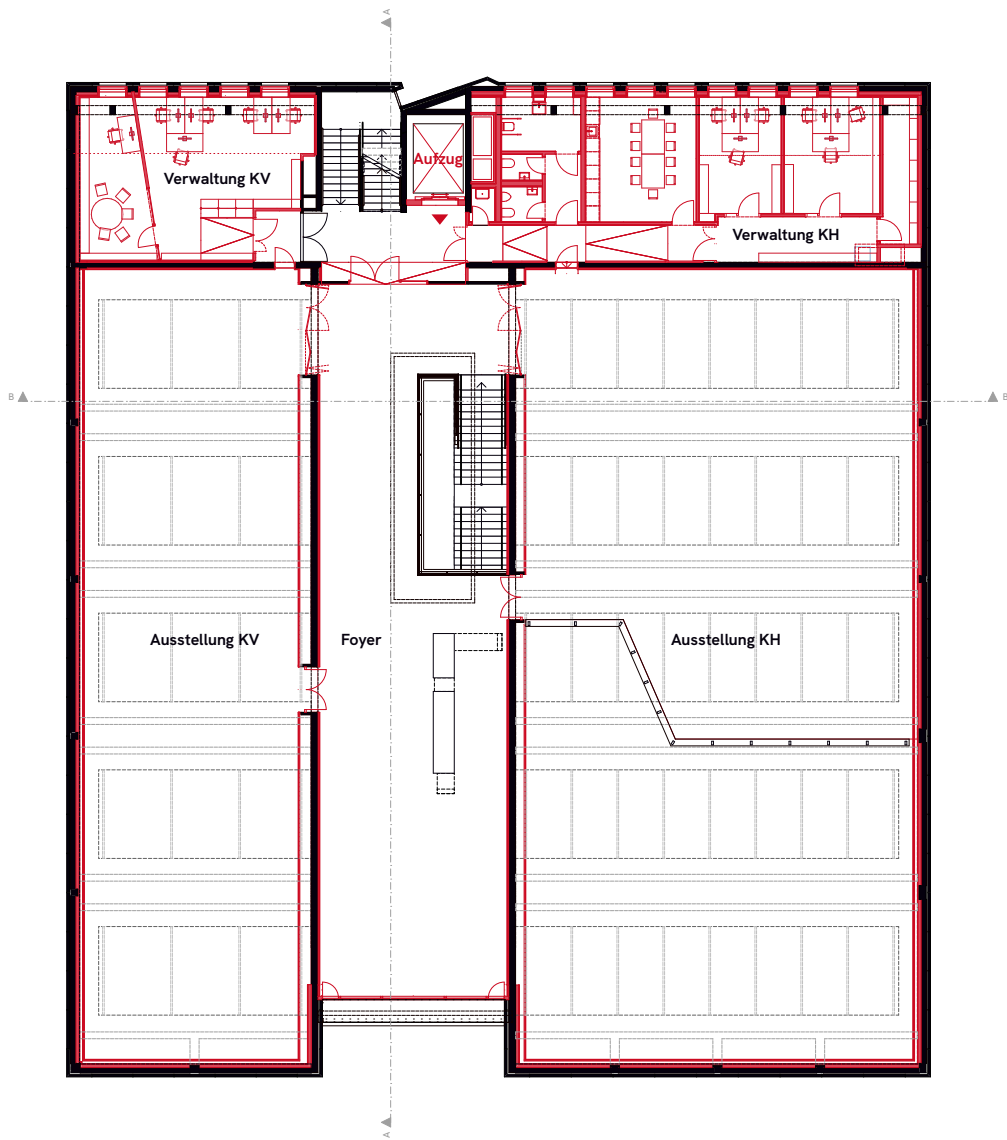 A
Aufzug
Verwaltung KV
Verwaltung KH
B
B
Ausstellung KV
Foyer
Ausstellung KH
A